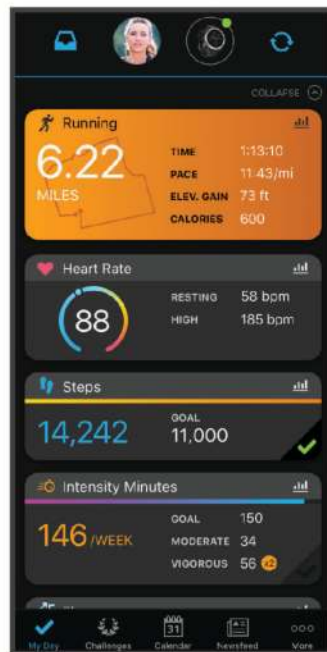 COLLAPSE
Running
6.22
MILES
TIME 1:13:10
PACE 11:43/mi
ELEV. GAIN 73 ft
CALORIES 600
Heart Rate
88
RESTING 58 bpm
HIGH 185 bpm
Steps
14,242
GOAL
11,000
Intensity Minutes
146 /WEEK
GOAL 150
MODERATE 34
VIGOROUS 56 x2
31
My Day Challenges Calendar Newsfeed More